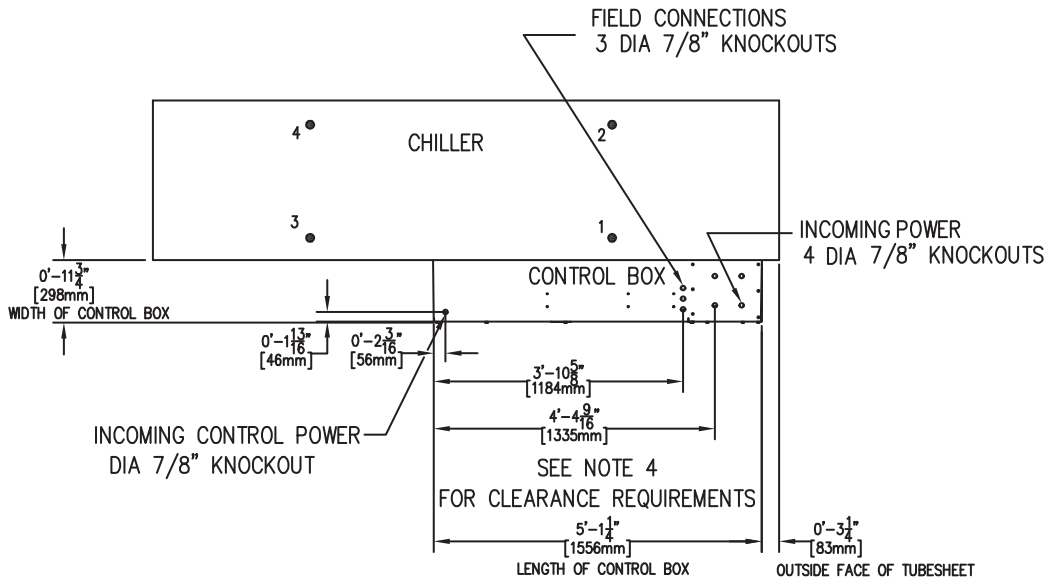 FIELD CONNECTIONS
3 DIA 7/8" KNOCKOUTS
4
2
CHILLER
3
1
INCOMING POWER
4 DIA 7/8" KNOCKOUTS
CONTROL BOX
0'-11 3/4"
[298mm]
WIDTH OF CONTROL BOX
0'-1 13/16"
[46mm]
0'-2 3/16"
[56mm]
3'-10 5/8"
[1184mm]
4'-4 9/16"
[1335mm]
INCOMING CONTROL POWER
DIA 7/8" KNOCKOUT
SEE NOTE 4
FOR CLEARANCE REQUIREMENTS
5'-1 1/4"
[1556mm]
LENGTH OF CONTROL BOX
0'-3 1/4"
[83mm]
OUTSIDE FACE OF TUBESHEET